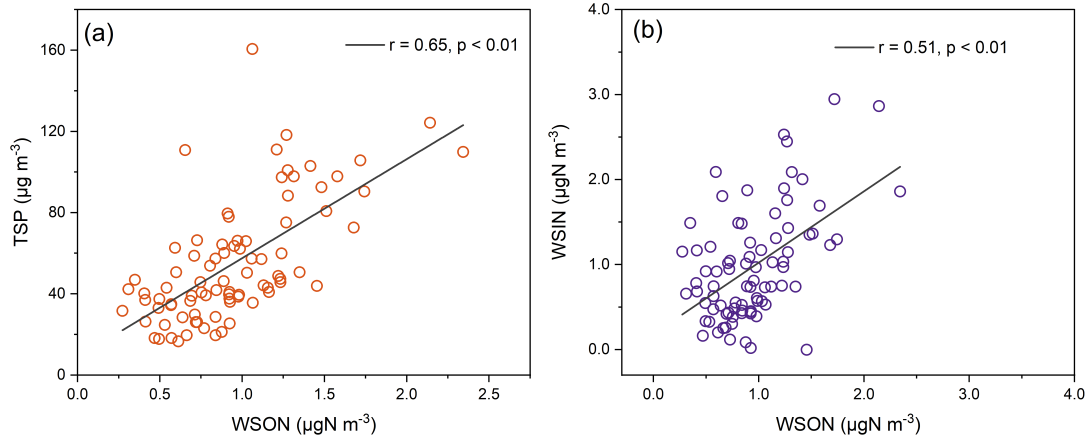 (a)
r = 0.65, p < 0.01
TSP (µg m-3)
160
120
80
40
0
0.0 0.5 1.0 1.5 2.0 2.5
WSON (µgN m-3)
(b)
r = 0.51, p < 0.01
WSIN (µgN m-3)
4.0
3.0
2.0
1.0
0.0
0.0 1.0 2.0 3.0 4.0
WSON (µgN m-3)